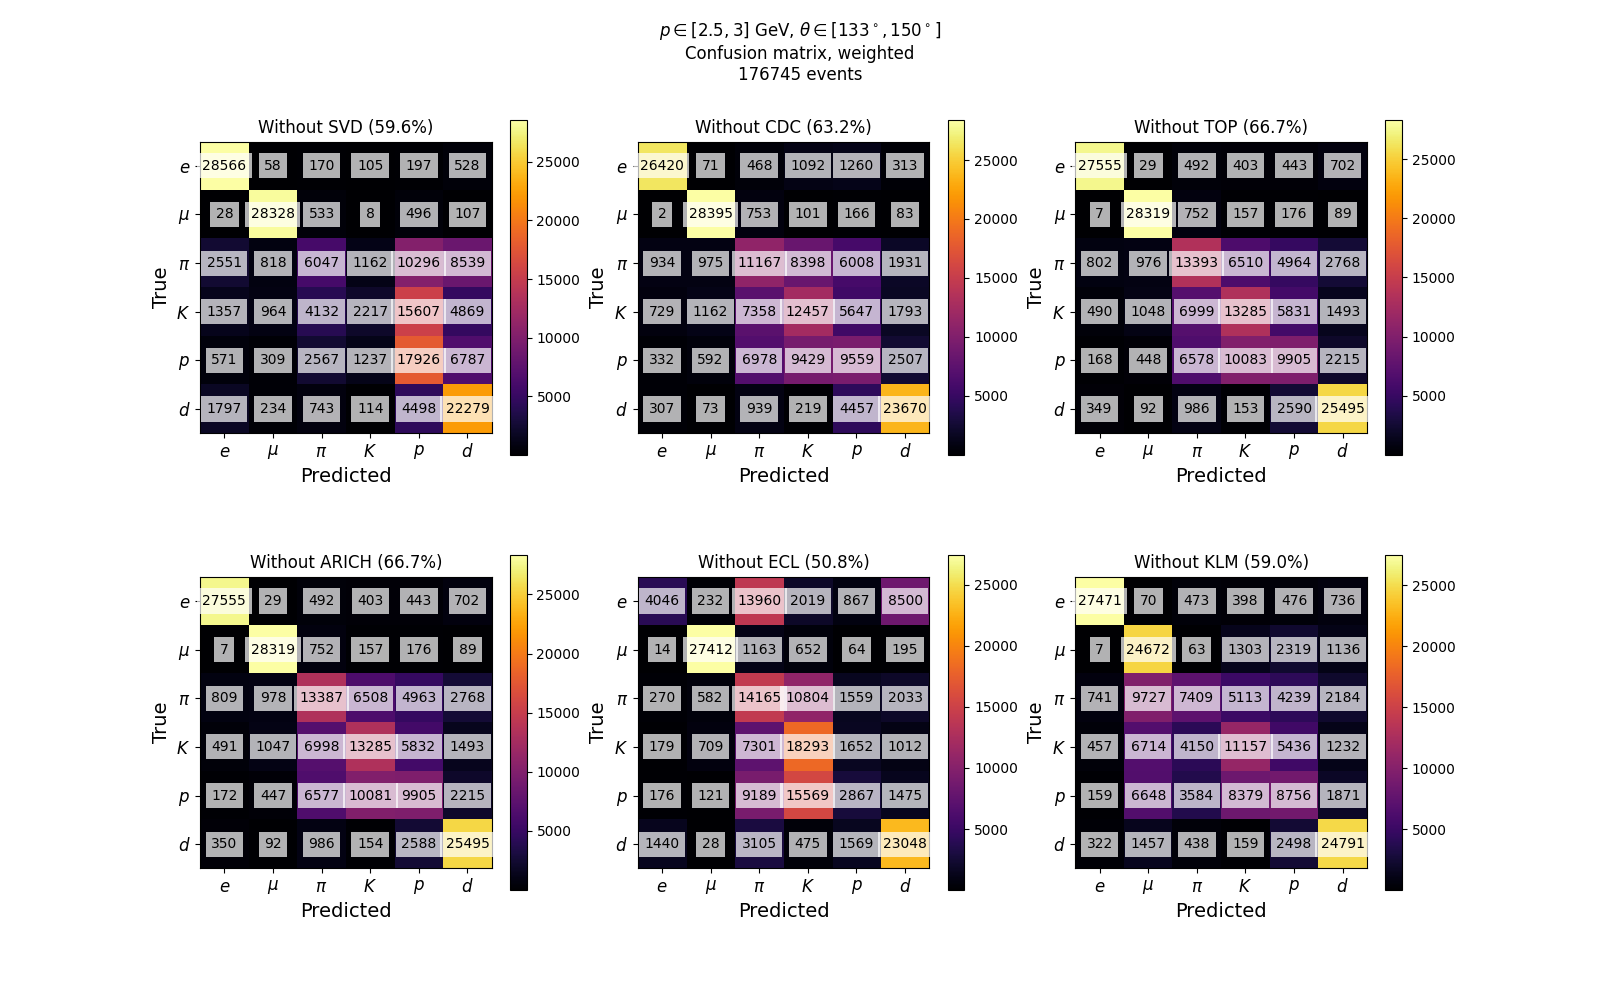 p ∈ [2.5, 3] GeV, θ ∈ [133°, 150°]
Confusion matrix, weighted
176745 events
Without SVD (59.6%)
e 28566 58 170 105 197 528
μ 28 28328 533 8 496 107
π 2551 818 6047 1162 10296 8539
K 1357 964 4132 2217 15607 4869
p 571 309 2567 1237 17926 6787
d 1797 234 743 114 4498 22279
e μ π K p d
True
Predicted
25000
20000
15000
10000
5000
Without CDC (63.2%)
e 26420 71 468 1092 1260 313
μ 2 28395 753 101 166 83
π 934 975 11167 8398 6008 1931
K 729 1162 7358 12457 5647 1793
p 332 592 6978 9429 9559 2507
d 307 73 939 219 4457 23670
e μ π K p d
True
Predicted
25000
20000
15000
10000
5000
Without TOP (66.7%)
e 27555 29 492 403 443 702
μ 7 28319 752 157 176 89
π 802 976 13393 6510 4964 2768
K 490 1048 6999 13285 5831 1493
p 168 448 6578 10083 9905 2215
d 349 92 986 153 2590 25495
e μ π K p d
True
Predicted
25000
20000
15000
10000
5000
Without ARICH (66.7%)
e 27555 29 492 403 443 702
μ 7 28319 752 157 176 89
π 809 978 13387 6508 4963 2768
K 491 1047 6998 13285 5832 1493
p 172 447 6577 10081 9905 2215
d 350 92 986 154 2588 25495
e μ π K p d
True
Predicted
25000
20000
15000
10000
5000
Without ECL (50.8%)
e 4046 232 13960 2019 867 8500
μ 14 27412 1163 652 64 195
π 270 582 14165 10804 1559 2033
K 179 709 7301 18293 1652 1012
p 176 121 9189 15569 2867 1475
d 1440 28 3105 475 1569 23048
e μ π K p d
True
Predicted
25000
20000
15000
10000
5000
Without KLM (59.0%)
e 27471 70 473 398 476 736
μ 7 24672 63 1303 2319 1136
π 741 9727 7409 5113 4239 2184
K 457 6714 4150 11157 5436 1232
p 159 6648 3584 8379 8756 1871
d 322 1457 438 159 2498 24791
e μ π K p d
True
Predicted
25000
20000
15000
10000
5000